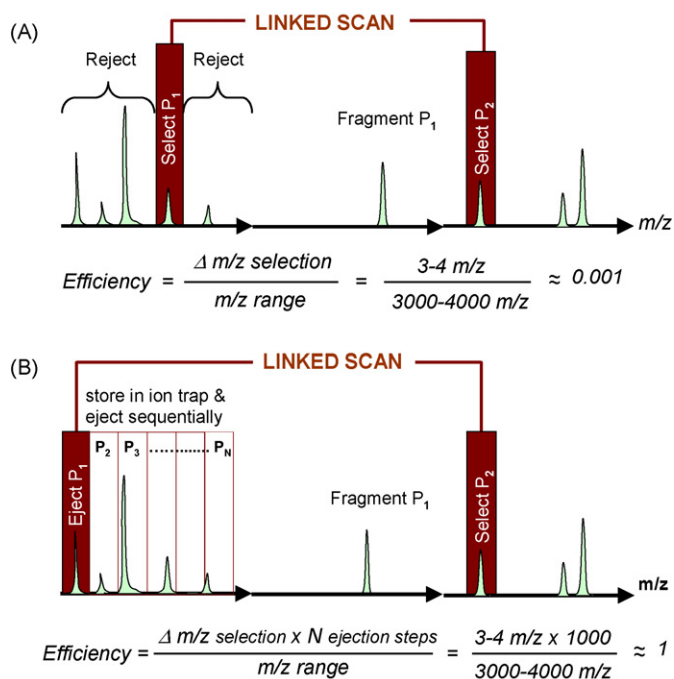 (A)
LINKED SCAN
Reject
Reject
Select P₁
Fragment P₁
Select P₂
m/z
Efficiency = Δ m/z selection / m/z range = 3-4 m/z / 3000-4000 m/z ≈ 0.001
(B)
LINKED SCAN
store in ion trap &
eject sequentially
Eject P₁
P₂ P₃ .............. P_N
Fragment P₁
Select P₂
m/z
Efficiency = Δ m/z selection x N ejection steps / m/z range = 3-4 m/z x 1000 / 3000-4000 m/z ≈ 1